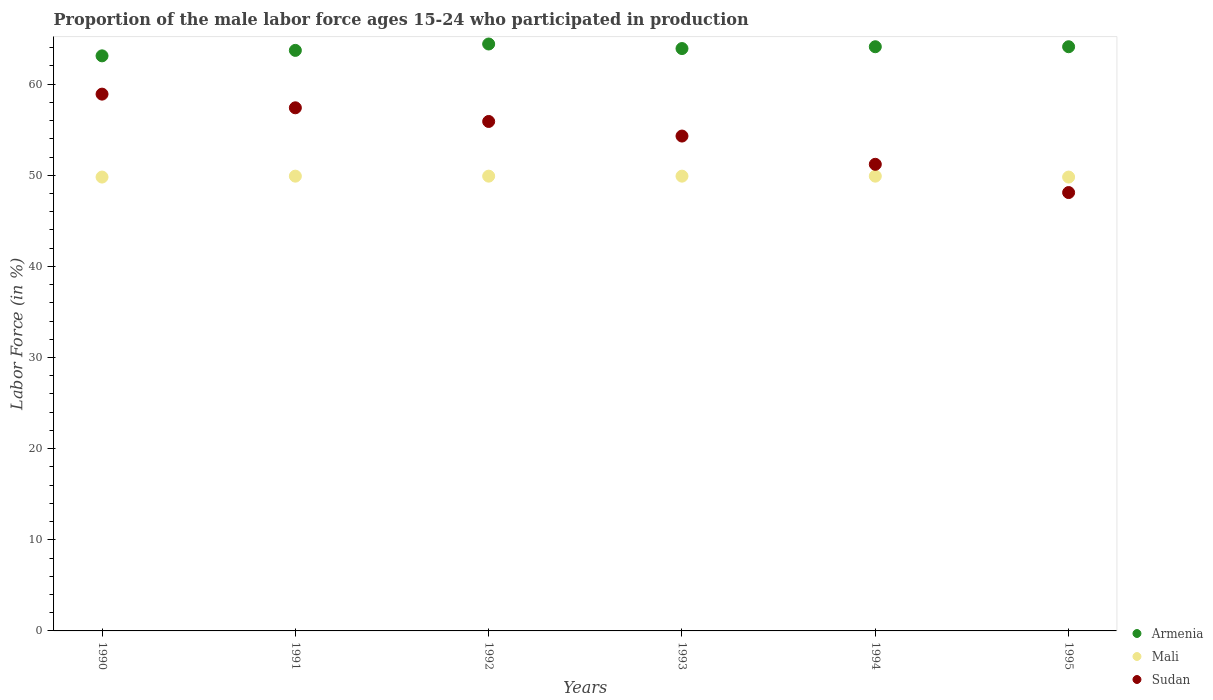 Proportion of the male labor force ages 15-24 who participated in production
Labor Force (in %)
60
50
40
30
20
10
0
1990
1991
1992
1993
1994
1995
Years
Armenia
Mali
Sudan